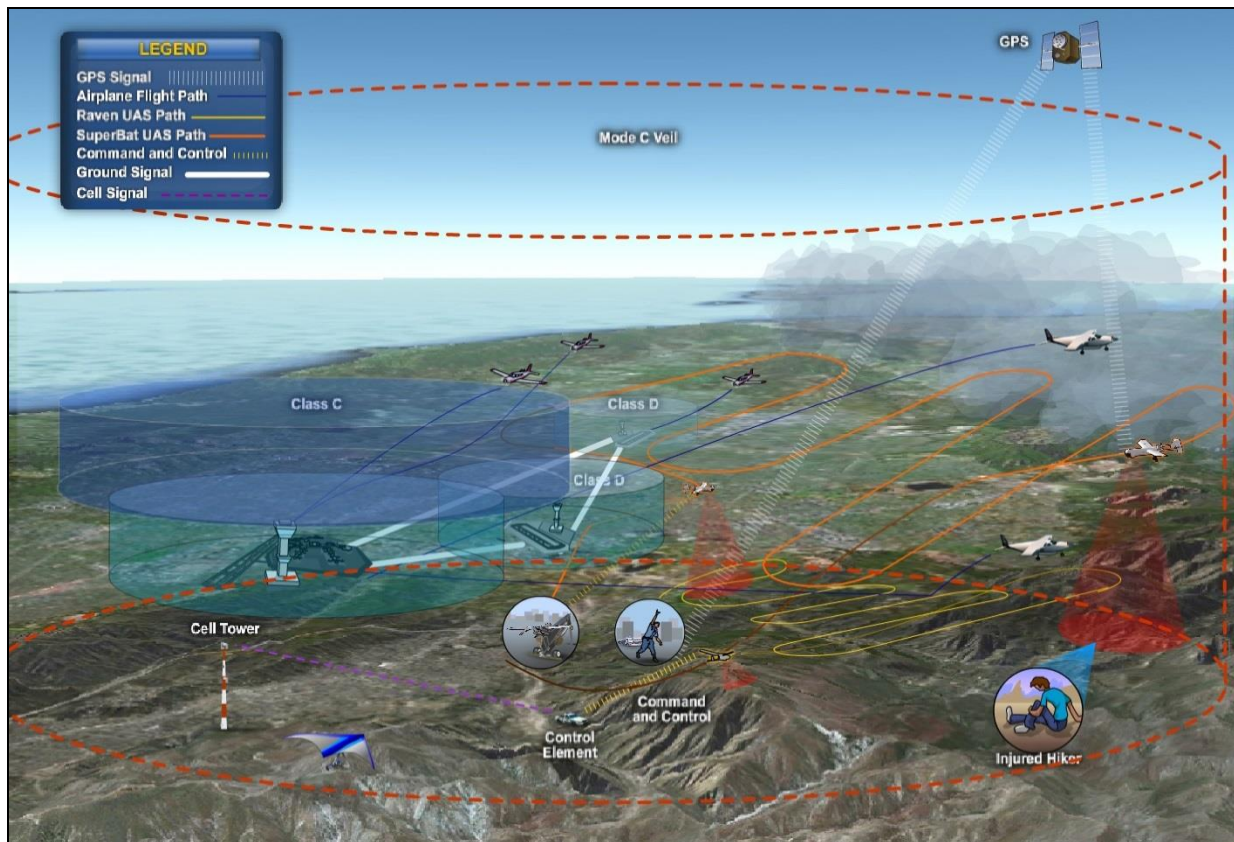 LEGEND
GPS Signal
Airplane Flight Path
Raven UAS Path
SuperBat UAS Path
Command and Control
Ground Signal
Cell Signal
GPS
Mode C Veil
Class C
Class D
Class D
Cell Tower
Command
and Control
Control
Element
Injured Hiker